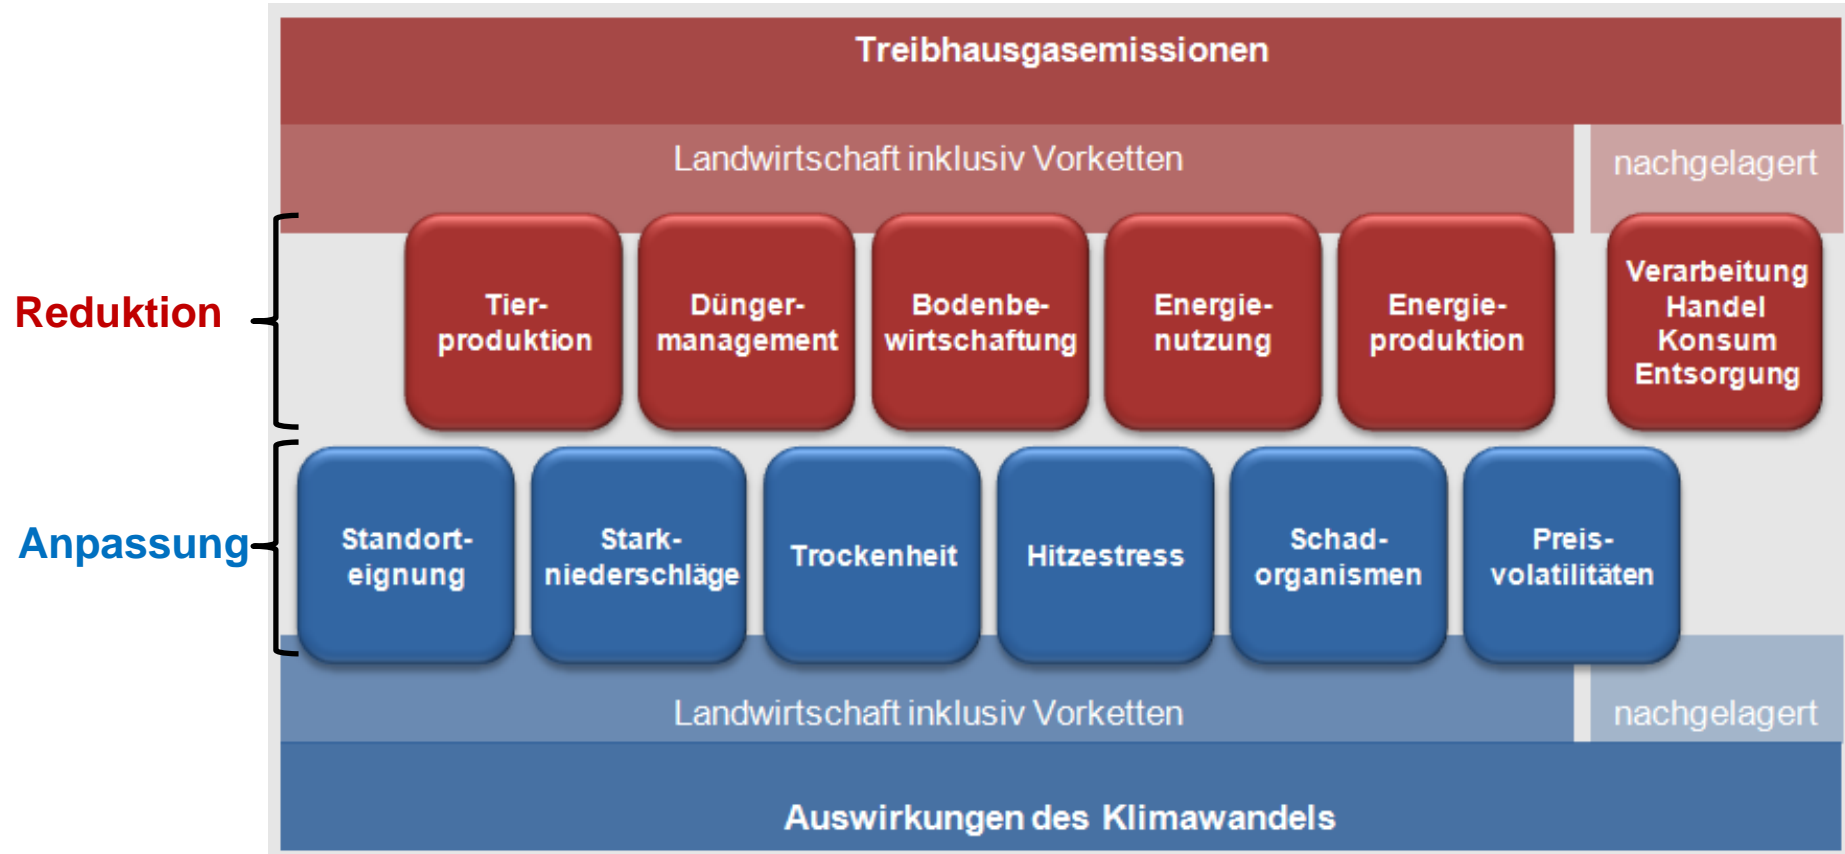 Treibhausgasemissionen
Landwirtschaft inklusiv Vorketten
nachgelagert
Reduktion
Tier-
produktion
Dünger-
management
Bodenbe-
wirtschaftung
Energie-
nutzung
Energie-
produktion
Verarbeitung
Handel
Konsum
Entsorgung
Anpassung
Standort-
eignung
Stark-
niederschläge
Trockenheit
Hitzestress
Schad-
organismen
Preis-
volatilitäten
Landwirtschaft inklusiv Vorketten
nachgelagert
Auswirkungen des Klimawandels